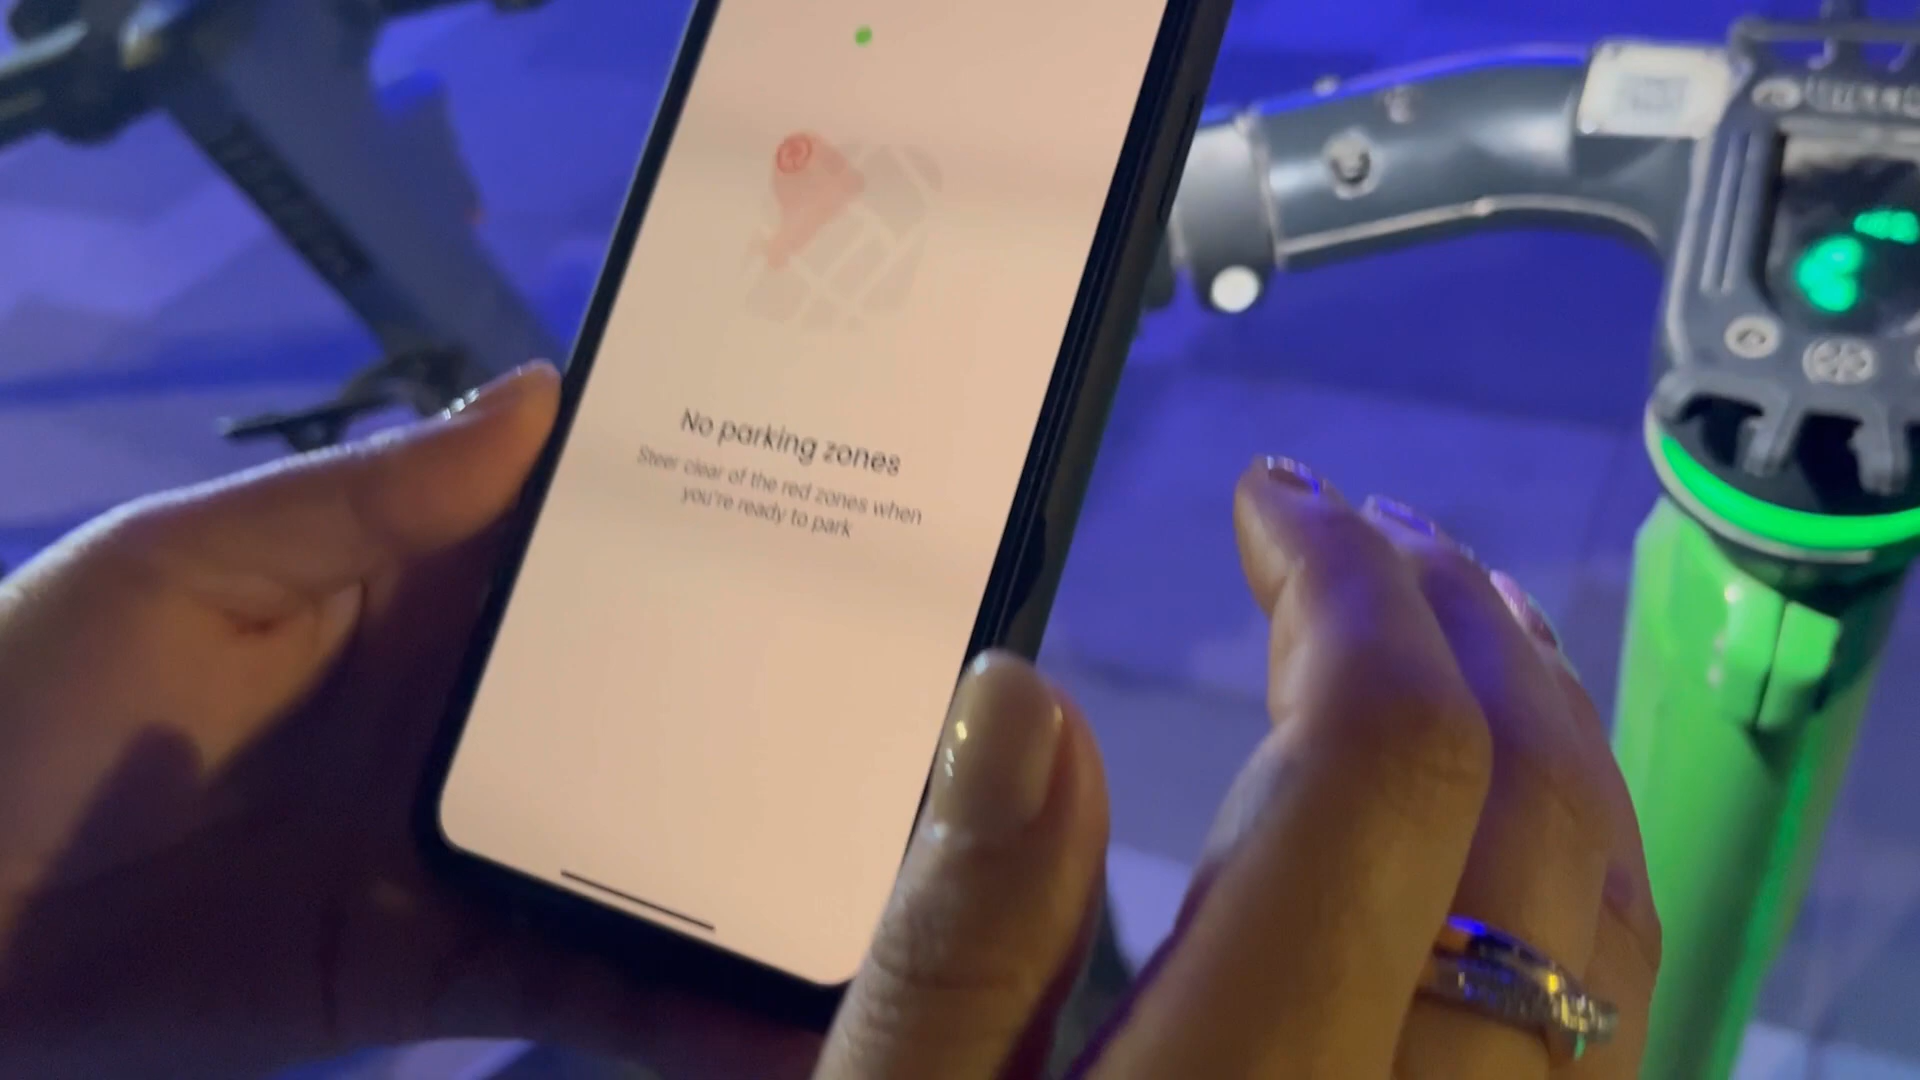 No parking zones
Steer clear of the red zones when
you're ready to park